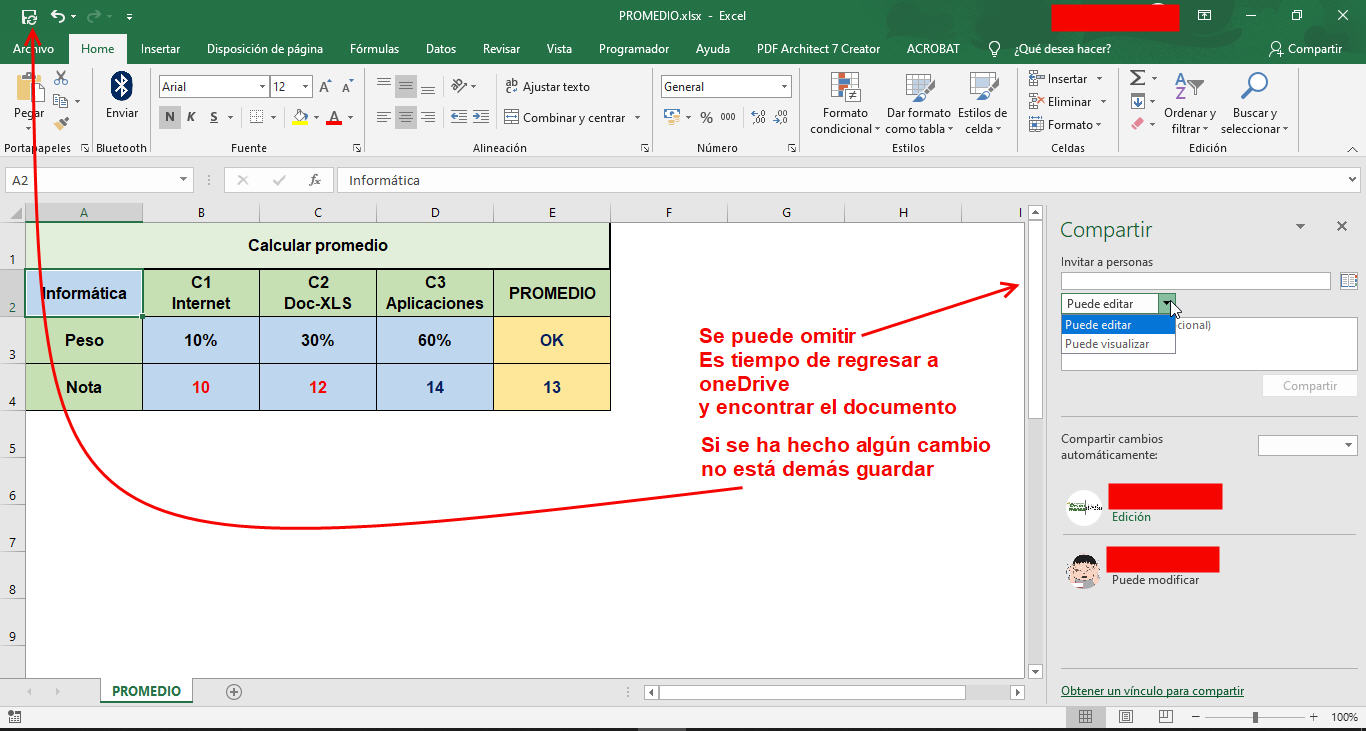 PROMEDIO.xlsx - Excel
Archivo Home Insertar Disposición de página Fórmulas Datos Revisar Vista Programador Ayuda PDF Architect 7 Creator ACROBAT ¿Qué desea hacer? Compartir
Arial 12 ab Ajustar texto General Insertar
Pegar Enviar N K S A Combinar y centrar % 000 Formato condicional Dar formato como tabla Estilos de celda Eliminar Formato Ordenar y filtrar Buscar y seleccionar
Portapapeles Bluetooth Fuente Alineación Número Estilos Celdas Edición
A2 fx Informática
A B C D E F G H I
1 Calcular promedio
2 Informática C1 Internet C2 Doc-XLS C3 Aplicaciones PROMEDIO
3 Peso 10% 30% 60% OK
4 Nota 10 12 14 13
5
6
7
8
9
Se puede omitir
Es tiempo de regresar a
oneDrive
y encontrar el documento
Si se ha hecho algún cambio
no está demás guardar
Compartir
Invitar a personas
Puede editar
Puede editar cional)
Puede visualizar
Compartir
Compartir cambios
automáticamente:
Edición
Puede modificar
Obtener un vínculo para compartir
PROMEDIO
100%